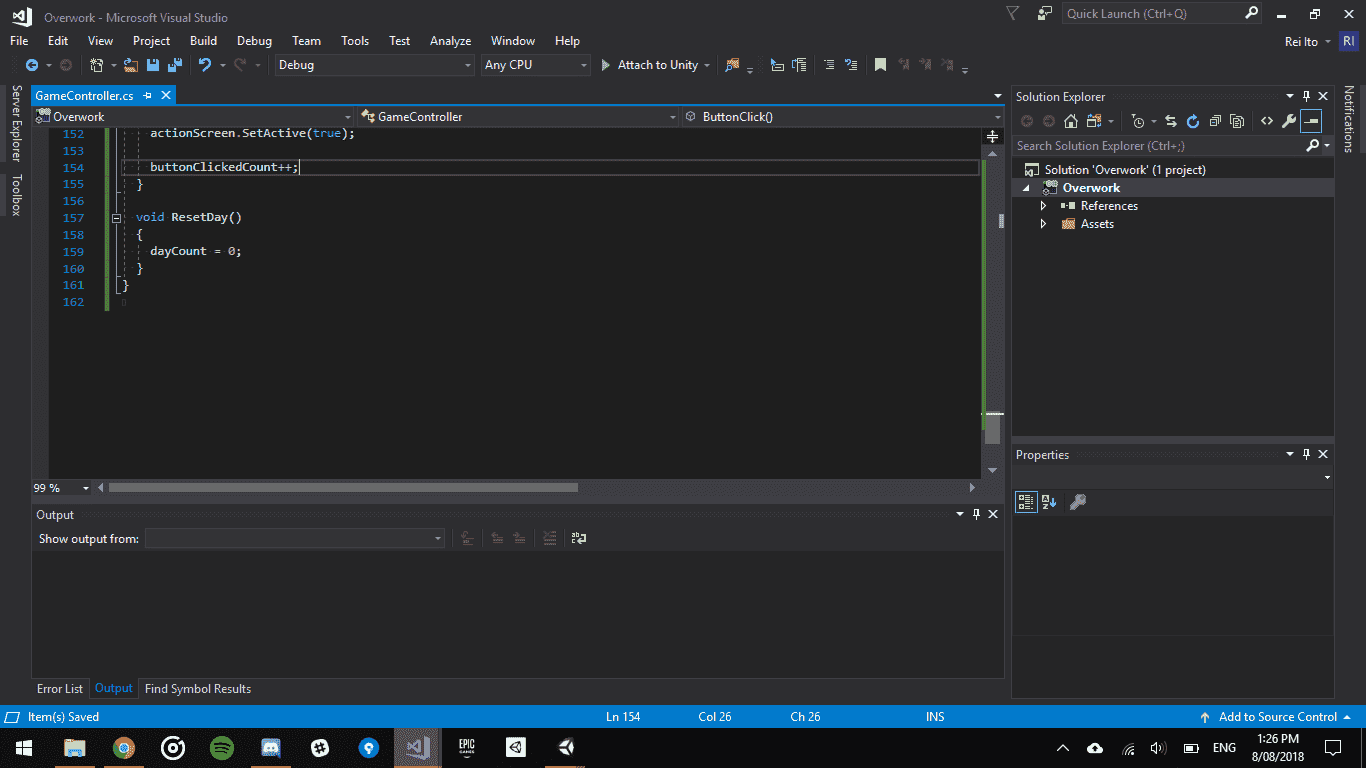 Overwork - Microsoft Visual Studio
Quick Launch (Ctrl+Q)
File Edit View Project Build Debug Team Tools Test Analyze Window Help
Rei Ito RI
Debug Any CPU Attach to Unity
Server Explorer
Toolbox
GameController.cs
Overwork GameController ButtonClick()
152 actionScreen.SetActive(true);
153
154 buttonClickedCount++;
155 }
156
157 void ResetDay()
158 {
159 dayCount = 0;
160 }
161 }
162
99 %
Output
Show output from:
Error List Output Find Symbol Results
Solution Explorer
Search Solution Explorer (Ctrl+;)
Solution 'Overwork' (1 project)
Overwork
References
Assets
Properties
Notifications
Item(s) Saved Ln 154 Col 26 Ch 26 INS Add to Source Control
EPIC
GAMES
ENG
1:26 PM
8/08/2018